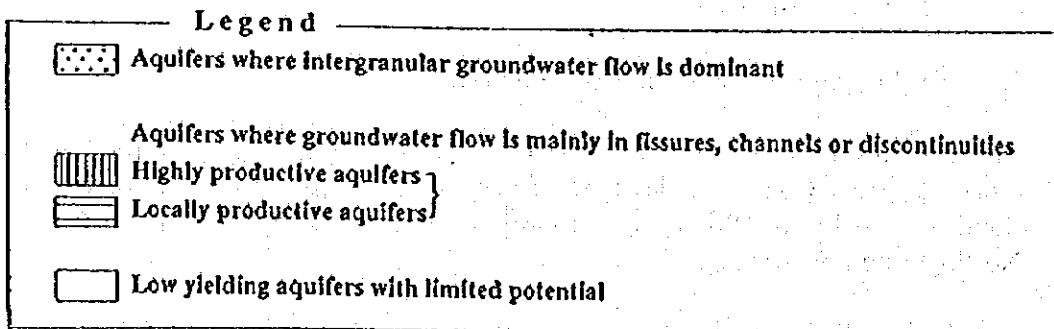 Legend
Aquifers where intergranular groundwater flow is dominant
Aquifers where groundwater flow is mainly in fissures, channels or discontinuities
Highly productive aquifers
Locally productive aquifers
Low yielding aquifers with limited potential